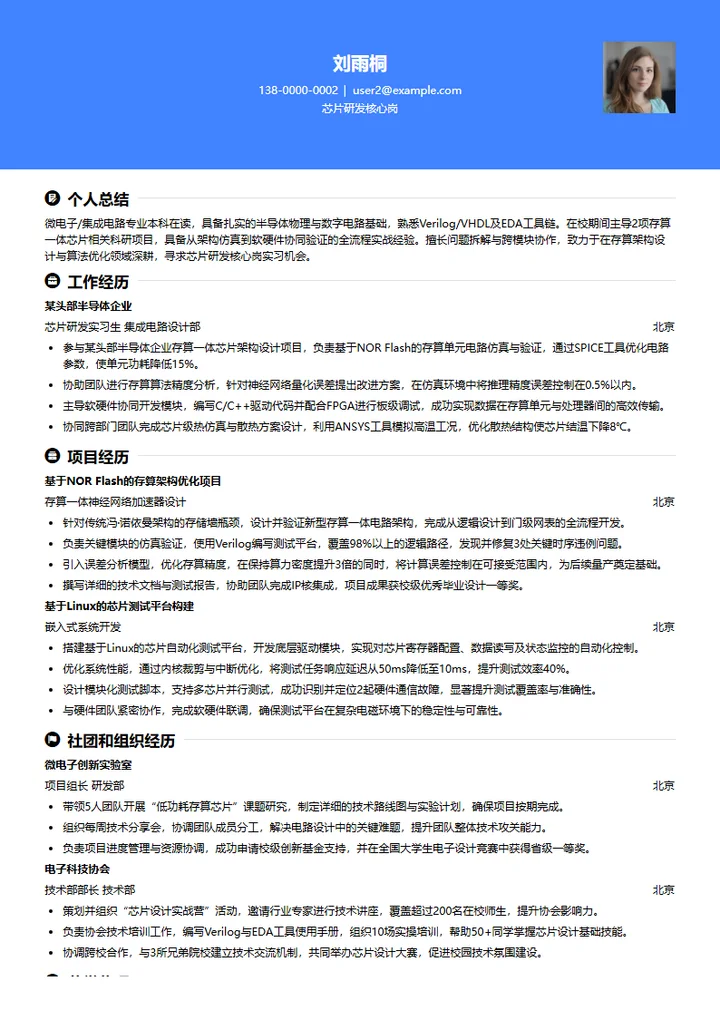 刘雨桐
138-0000-0002 | user2@example.com
芯片研发核心岗
个人总结
微电子/集成电路专业本科在读，具备扎实的半导体物理与数字电路基础，熟悉Verilog/VHDL及EDA工具链。在校期间主导2项存算
一体芯片相关科研项目，具备从架构仿真到软硬件协同验证的全流程实战经验。擅长问题拆解与跨模块协作，致力于在存算架构设
计与算法优化领域深耕，寻求芯片研发核心岗实习机会。
工作经历
某头部半导体企业
芯片研发实习生 集成电路设计部 北京
• 参与某头部半导体企业存算一体芯片架构设计项目，负责基于NOR Flash的存算单元电路仿真与验证，通过SPICE工具优化电路
参数，使单元功耗降低15%。
• 协助团队进行存算算法精度分析，针对神经网络量化误差提出改进方案，在仿真环境中将推理精度误差控制在0.5%以内。
• 主导软硬件协同开发模块，编写C/C++驱动代码并配合FPGA进行板级调试，成功实现数据在存算单元与处理器间的高效传输。
• 协同跨部门团队完成芯片级热仿真与散热方案设计，利用ANSYS工具模拟高温工况，优化散热结构使芯片结温下降8℃。
项目经历
基于NOR Flash的存算架构优化项目
存算一体神经网络加速器设计 北京
• 针对传统冯·诺依曼架构的存储墙瓶颈，设计并验证新型存算一体电路架构，完成从逻辑设计到门级网表的全流程开发。
• 负责关键模块的仿真验证，使用Verilog编写测试平台，覆盖98%以上的逻辑路径，发现并修复3处关键时序违例问题。
• 引入误差分析模型，优化存算精度，在保持算力密度提升3倍的同时，将计算误差控制在可接受范围内，为后续量产奠定基础。
• 撰写详细的技术文档与测试报告，协助团队完成IP核集成，项目成果获校级优秀毕业设计一等奖。
基于Linux的芯片测试平台构建
嵌入式系统开发 北京
• 搭建基于Linux的芯片自动化测试平台，开发底层驱动模块，实现对芯片寄存器配置、数据读写及状态监控的自动化控制。
• 优化系统性能，通过内核裁剪与中断优化，将测试任务响应延迟从50ms降低至10ms，提升测试效率40%。
• 设计模块化测试脚本，支持多芯片并行测试，成功识别并定位2起硬件通信故障，显著提升测试覆盖率与准确性。
• 与硬件团队紧密协作，完成软硬件联调，确保测试平台在复杂电磁环境下的稳定性与可靠性。
社团和组织经历
微电子创新实验室
项目组长 研发部 北京
• 带领5人团队开展“低功耗存算芯片”课题研究，制定详细的技术路线图与实验计划，确保项目按期完成。
• 组织每周技术分享会，协调团队成员分工，解决电路设计中的关键难题，提升团队整体技术攻关能力。
• 负责项目进度管理与资源协调，成功申请校级创新基金支持，并在全国大学生电子设计竞赛中获得省级一等奖。
电子科技协会
技术部部长 技术部 北京
• 策划并组织“芯片设计实战营”活动，邀请行业专家进行技术讲座，覆盖超过200名在校师生，提升协会影响力。
• 负责协会技术培训工作，编写Verilog与EDA工具使用手册，组织10场实操培训，帮助50+同学掌握芯片设计基础技能。
• 协调跨校合作，与3所兄弟院校建立技术交流机制，共同举办芯片设计大赛，促进校园技术氛围建设。